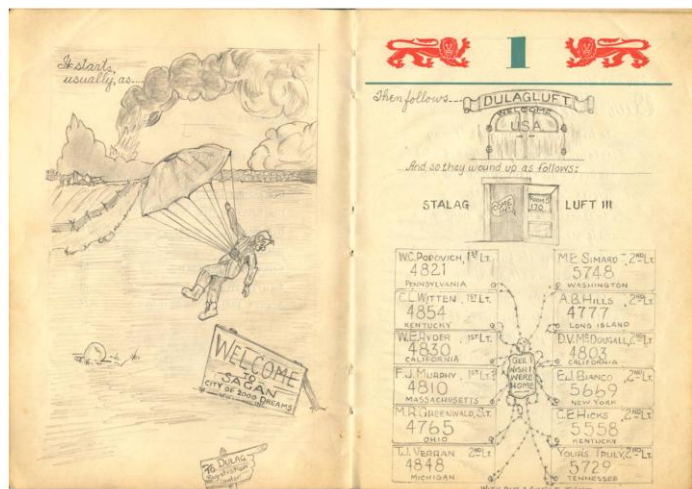 It starts,
usually, as....
WELCOME
TO
SAGAN
CITY OF 2000 DREAMS
TO DULAG
1
Then follows....
DULAGLUFT
WELCOME
U.S.A.
...And so they wound up as follows:
STALAG LUFT III
COME IN
ROOM 5
170
W.C. POPOVICH, 1ST LT.
4821
PENNSYLVANIA
C.L. WITTEN, 1ST LT.
4854
KENTUCKY
W.E. RYDER, 1ST LT.
4830
CALIFORNIA
F.J. MURPHY, 1ST LT.
4810
MASSACHUSETTS
M.R. GREENWALD, S.T.
4765
OHIO
T.J. VERRAN 2ND LT.
4848
MICHIGAN
GEE I
WISH I
WERE
HOME
M.E. SIMARD, 2ND LT.
5748
WASHINGTON
A.B. HILLS, 2ND LT.
4777
LONG ISLAND
D.V. McDOUGALL, 2ND LT.
4803
CALIFORNIA
E.J. BIANCO, 2ND LT.
5669
NEW YORK
C.E. HICKS, 2ND LT.
5558
KENTUCKY
YOURS TRULY, 2ND LT.
5729
TENNESSEE